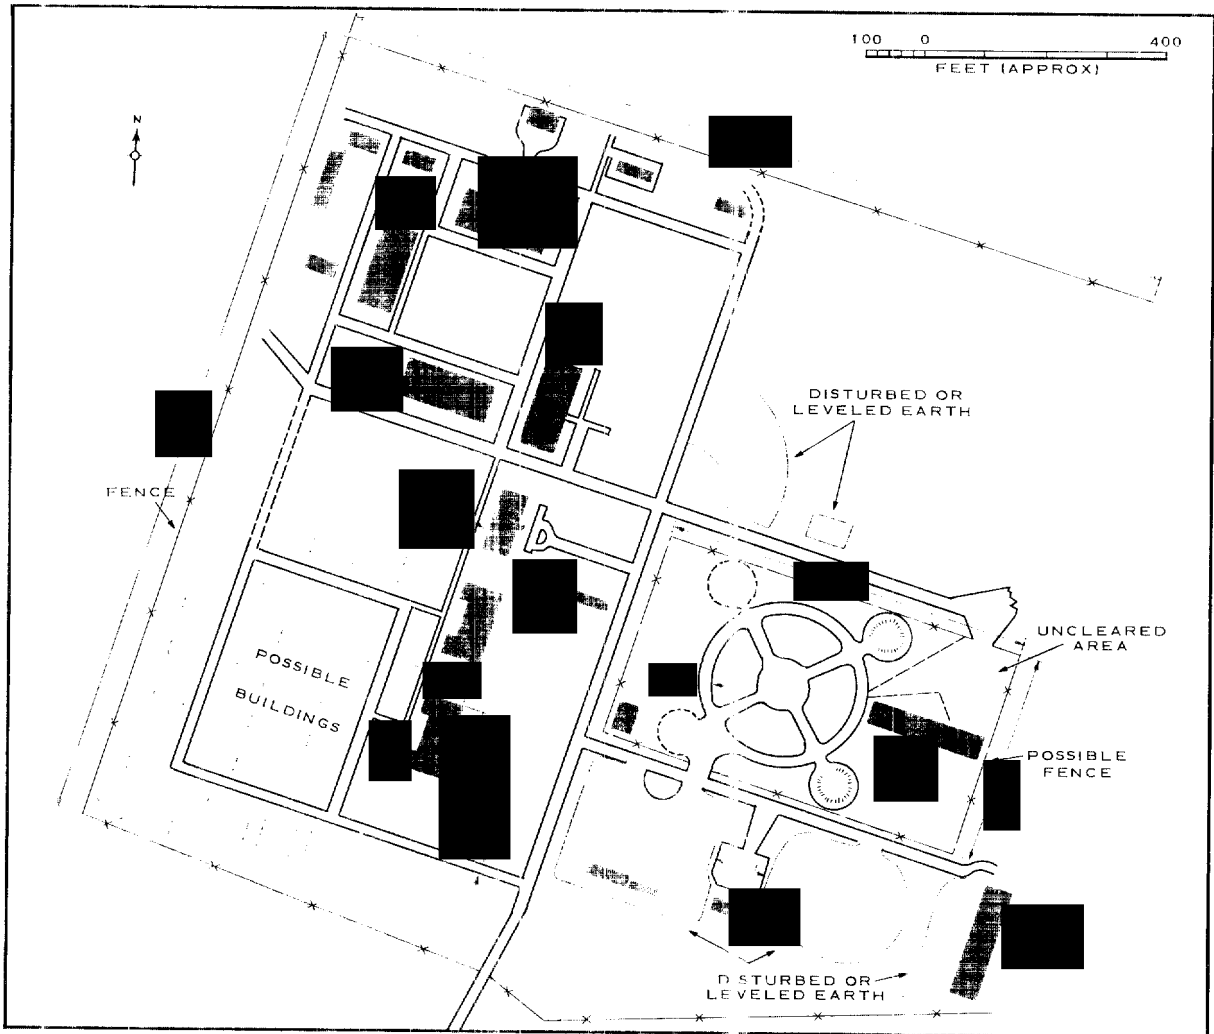 100 0 400
FEET (APPROX)
N
DISTURBED OR
LEVELED EARTH
FENCE
UNCLEARED
AREA
POSSIBLE
BUILDINGS
POSSIBLE
FENCE
D STURBED OR
LEVELED EARTH